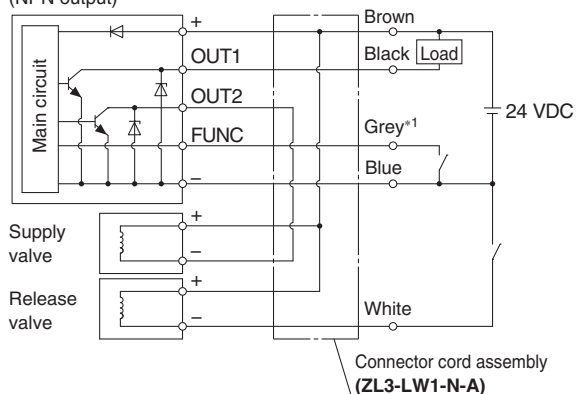 (NPN output)
Main circuit
+
OUT1
OUT2
FUNC
–
Brown
Black
Load
Grey*1
Blue
24 VDC
Supply
valve
+
–
Release
valve
+
–
White
Connector cord assembly
(ZL3-LW1-N-A)